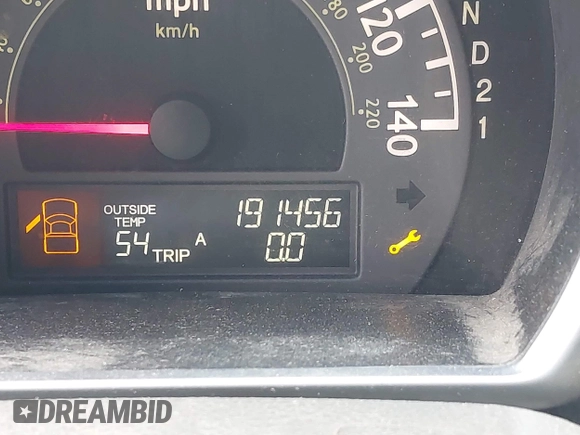 mph
km/h
80
120
200
220
140
N
D
2
1
OUTSIDE
TEMP
54
TRIP A
191456
0.0
DREAMBID